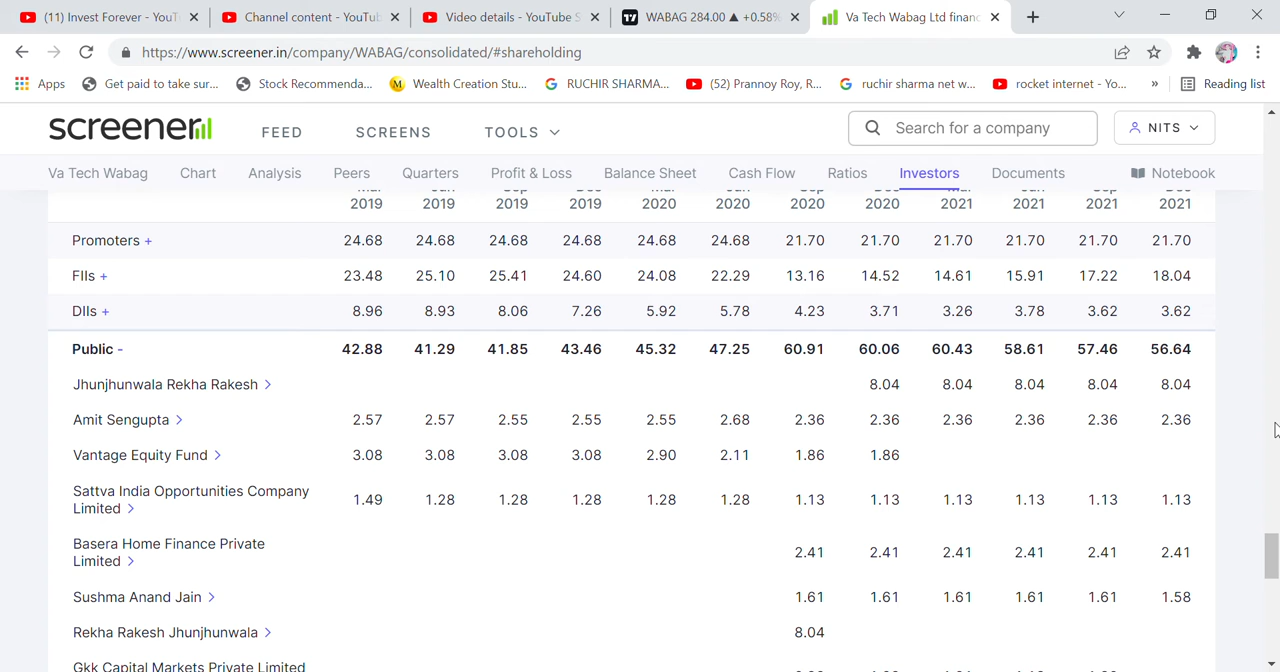 (11) Invest Forever - YouT
Channel content - YouTub
Video details - YouTube S
WABAG 284.00 ▲ +0.58%
Va Tech Wabag Ltd financ
https://www.screener.in/company/WABAG/consolidated/#shareholding
Apps
Get paid to take sur...
Stock Recommenda...
Wealth Creation Stu...
RUCHIR SHARMA...
(52) Prannoy Roy, R...
ruchir sharma net w...
rocket internet - Yo...
»
Reading list
screener
FEED
SCREENS
TOOLS
Search for a company
NITS
Va Tech Wabag Chart Analysis Peers Quarters Profit & Loss Balance Sheet Cash Flow Ratios Investors Documents Notebook
Mar Jun Sep Dec Mar Jun Sep Dec Mar Jun Sep Dec
2019 2019 2019 2019 2020 2020 2020 2020 2021 2021 2021 2021
Promoters + 24.68 24.68 24.68 24.68 24.68 24.68 21.70 21.70 21.70 21.70 21.70 21.70
FIIs + 23.48 25.10 25.41 24.60 24.08 22.29 13.16 14.52 14.61 15.91 17.22 18.04
DIIs + 8.96 8.93 8.06 7.26 5.92 5.78 4.23 3.71 3.26 3.78 3.62 3.62
Public - 42.88 41.29 41.85 43.46 45.32 47.25 60.91 60.06 60.43 58.61 57.46 56.64
Jhunjhunwala Rekha Rakesh > 8.04 8.04 8.04 8.04 8.04
Amit Sengupta > 2.57 2.57 2.55 2.55 2.55 2.68 2.36 2.36 2.36 2.36 2.36 2.36
Vantage Equity Fund > 3.08 3.08 3.08 3.08 2.90 2.11 1.86 1.86
Sattva India Opportunities Company
Limited > 1.49 1.28 1.28 1.28 1.28 1.28 1.13 1.13 1.13 1.13 1.13 1.13
Basera Home Finance Private
Limited > 2.41 2.41 2.41 2.41 2.41 2.41
Sushma Anand Jain > 1.61 1.61 1.61 1.61 1.61 1.58
Rekha Rakesh Jhunjhunwala > 8.04
Gkk Capital Markets Private Limited